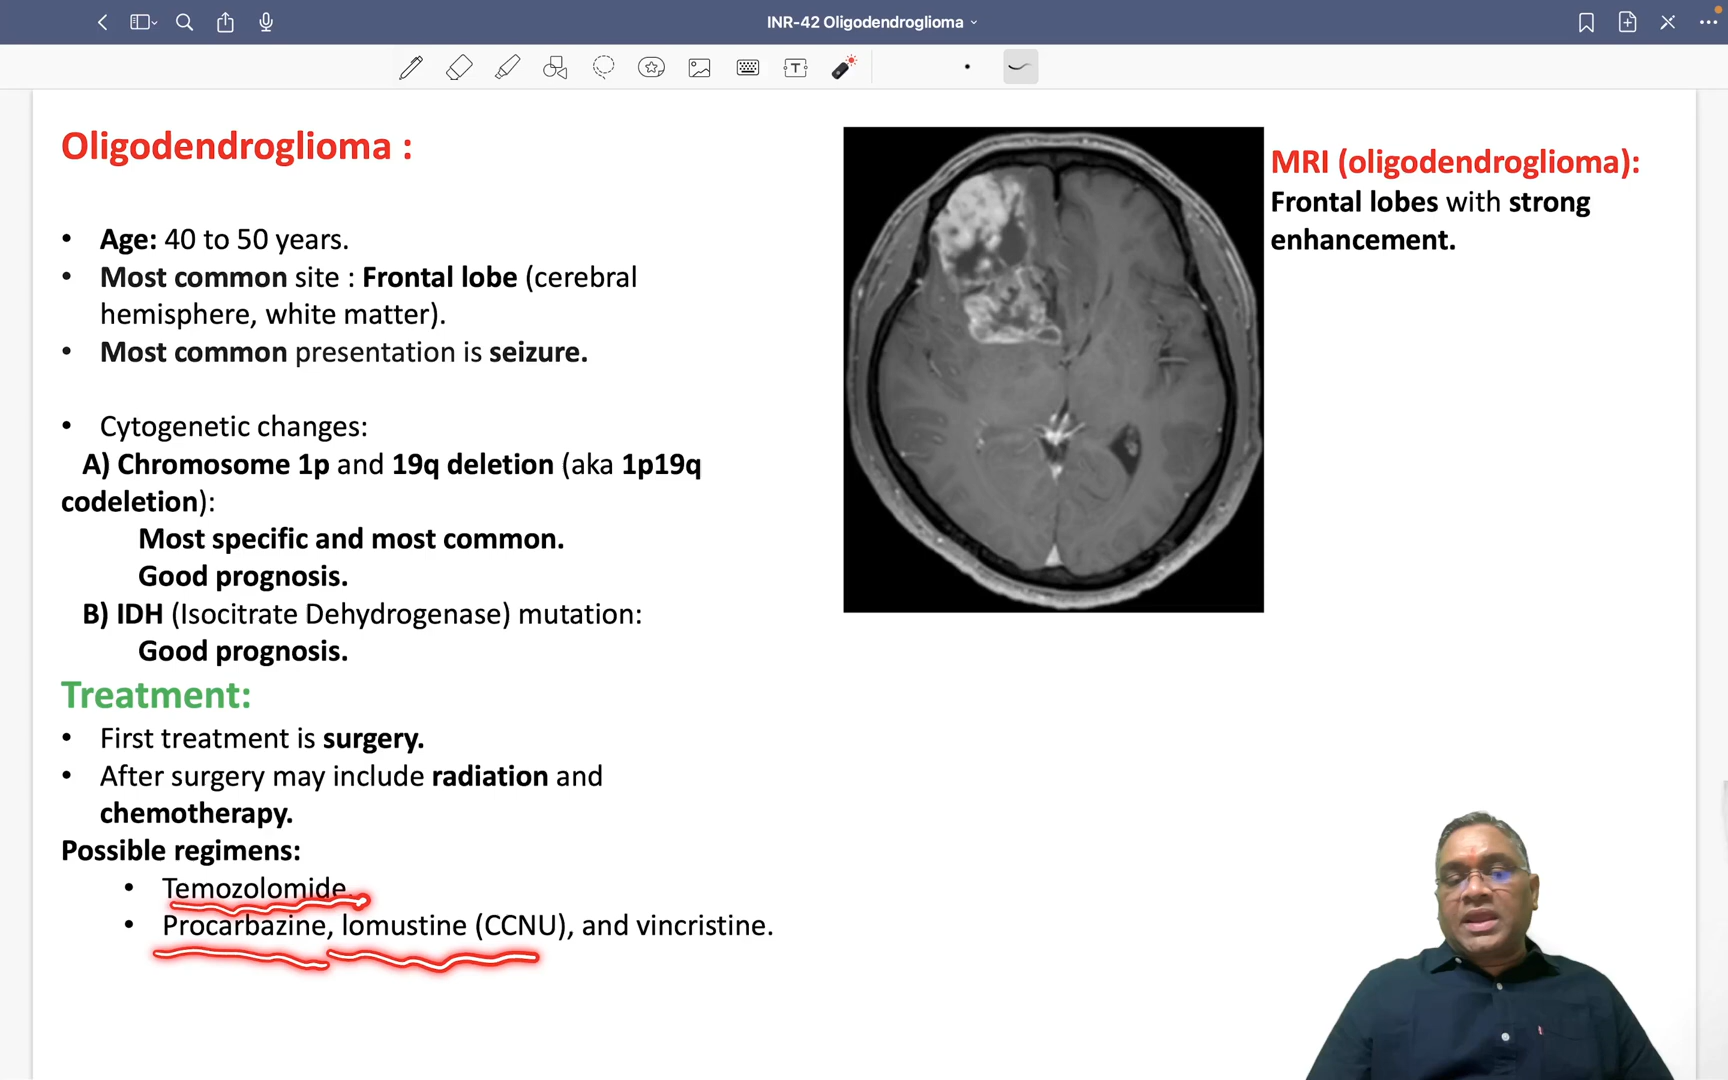 INR-42 Oligodendroglioma
Oligodendroglioma :
• Age: 40 to 50 years.
• Most common site : Frontal lobe (cerebral
hemisphere, white matter).
• Most common presentation is seizure.
• Cytogenetic changes:
A) Chromosome 1p and 19q deletion (aka 1p19q
codeletion):
Most specific and most common.
Good prognosis.
B) IDH (Isocitrate Dehydrogenase) mutation:
Good prognosis.
Treatment:
• First treatment is surgery.
• After surgery may include radiation and
chemotherapy.
Possible regimens:
• Temozolomide.
• Procarbazine, lomustine (CCNU), and vincristine.
MRI (oligodendroglioma):
Frontal lobes with strong
enhancement.